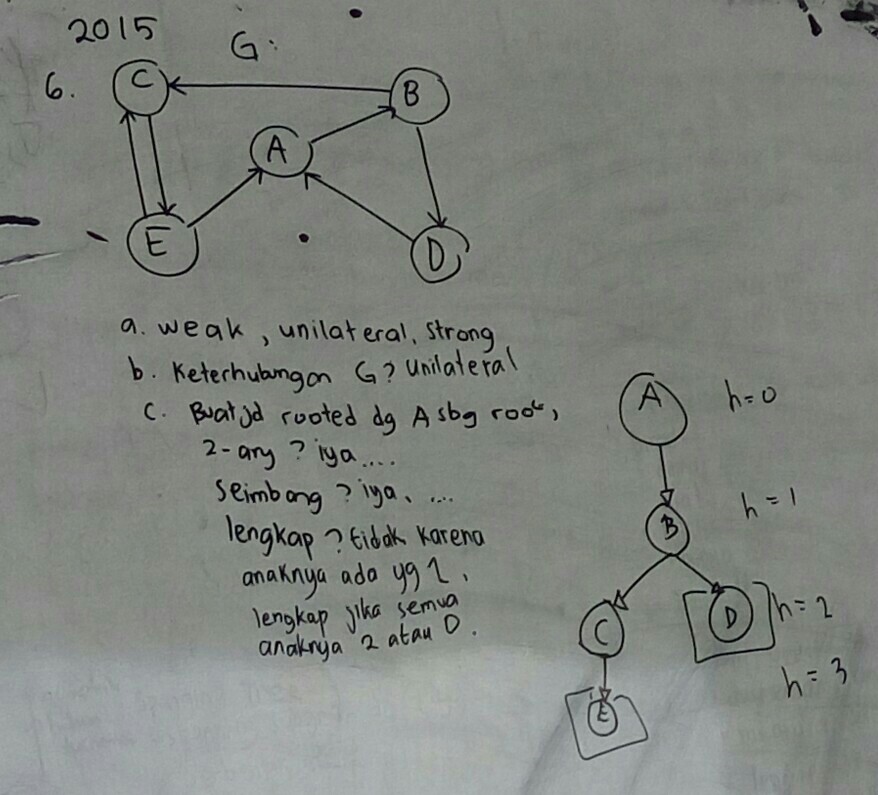 2015
G:
6.
C
B
A
E
D
a. weak, unilateral, strong
b. Keterhubungan G? unilateral
c. Buat jd rooted dg A sbg root,
2-ary ? iya ....
seimbang ? iya. ....
lengkap ? tidak karena
anaknya ada yg 1.
lengkap jika semua
anaknya 2 atau 0.
A
h=0
B
h=1
C
D
h=2
E
h=3